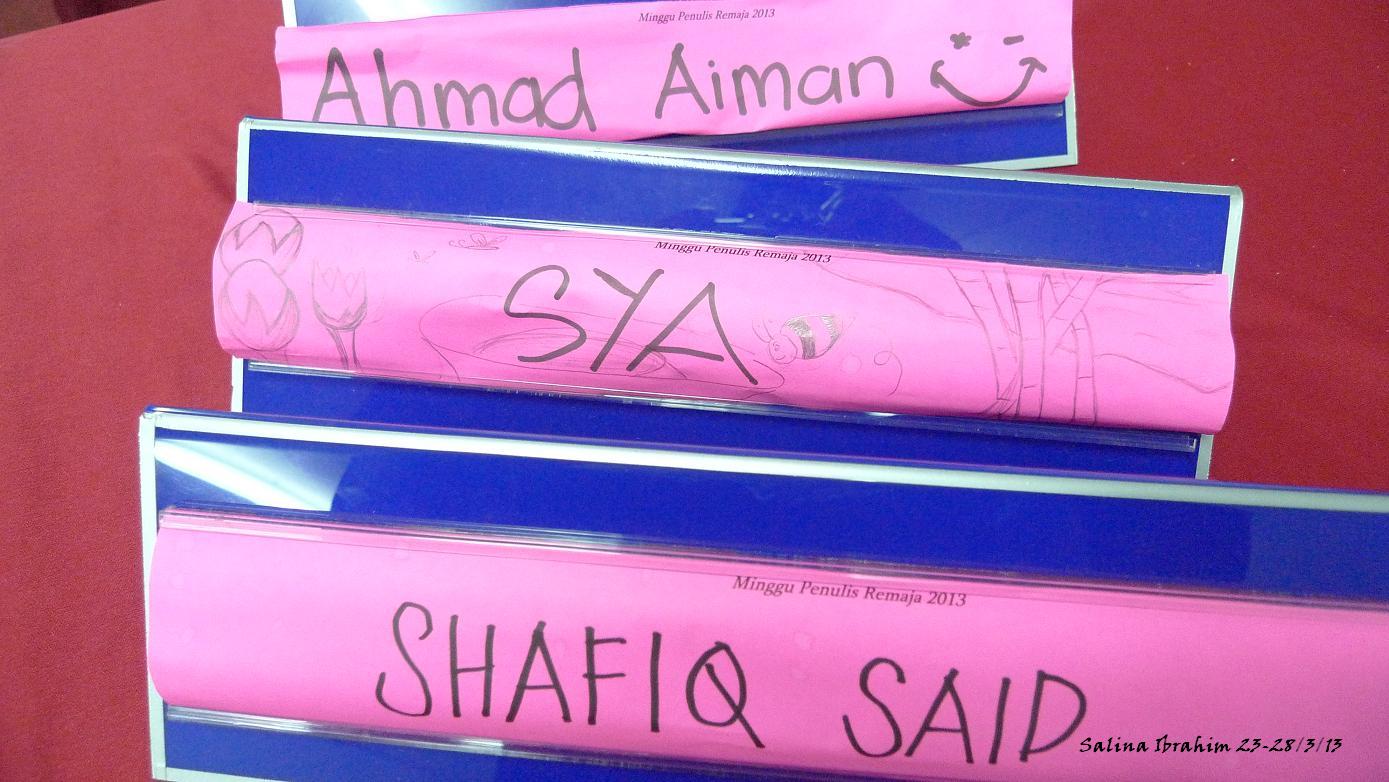 Minggu Penulis Remaja 2013
Ahmad Aiman
Minggu Penulis Remaja 2013
SYA
Minggu Penulis Remaja 2013
SHAFIQ SAID
Salina Ibrahim 23-28/3/13